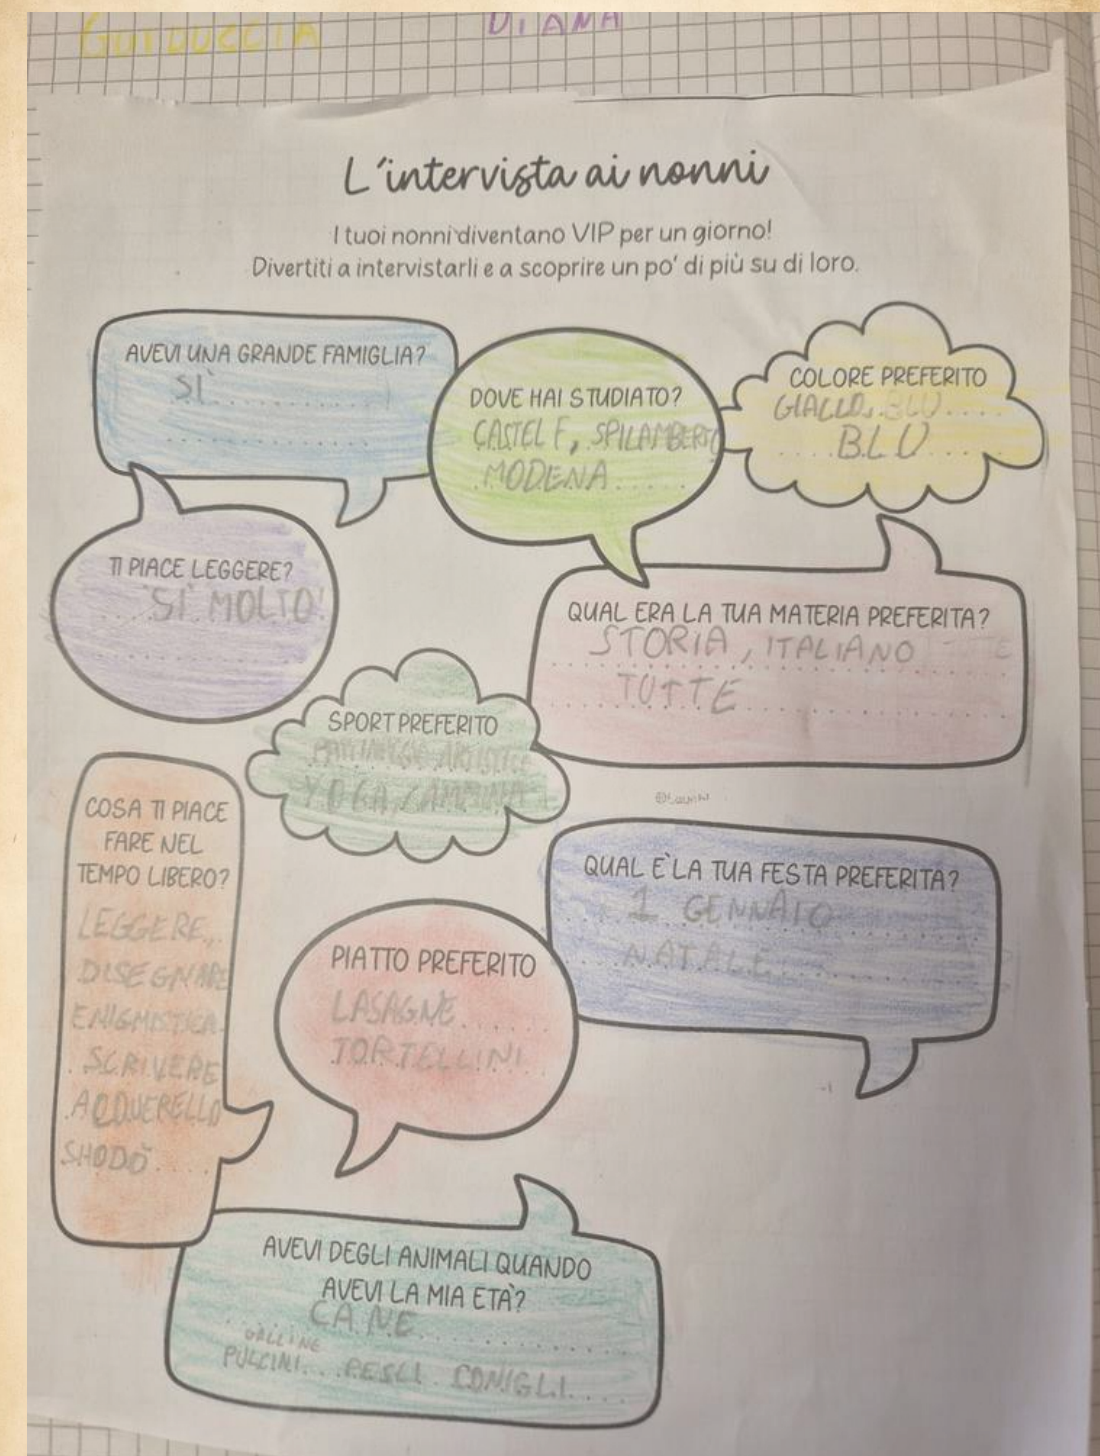 GUIDUCCIA DIANA
L'intervista ai nonni
I tuoi nonni diventano VIP per un giorno!
Divertiti a intervistarli e a scoprire un po' di più su di loro.
AVEVI UNA GRANDE FAMIGLIA?
SÌ
DOVE HAI STUDIATO?
CASTEL F, SPILAMBERTO
MODENA
COLORE PREFERITO
GIALLO, BLU
BLU
TI PIACE LEGGERE?
SI MOLTO!
QUAL ERA LA TUA MATERIA PREFERITA?
STORIA, ITALIANO
TUTTE
SPORT PREFERITO
YOGA, CAMMINA
COSA TI PIACE
FARE NEL
TEMPO LIBERO?
LEGGERE,
DISEGNARE
ENIGMISTICA
SCRIVERE
ACQUERELLO
SHODÒ
QUAL È LA TUA FESTA PREFERITA?
1 GENNAIO
NATALE
PIATTO PREFERITO
LASAGNE
TORTELLINI
AVEVI DEGLI ANIMALI QUANDO
AVEVI LA MIA ETÀ?
CANE
GALLINE
PULCINI PESCI CONIGLI